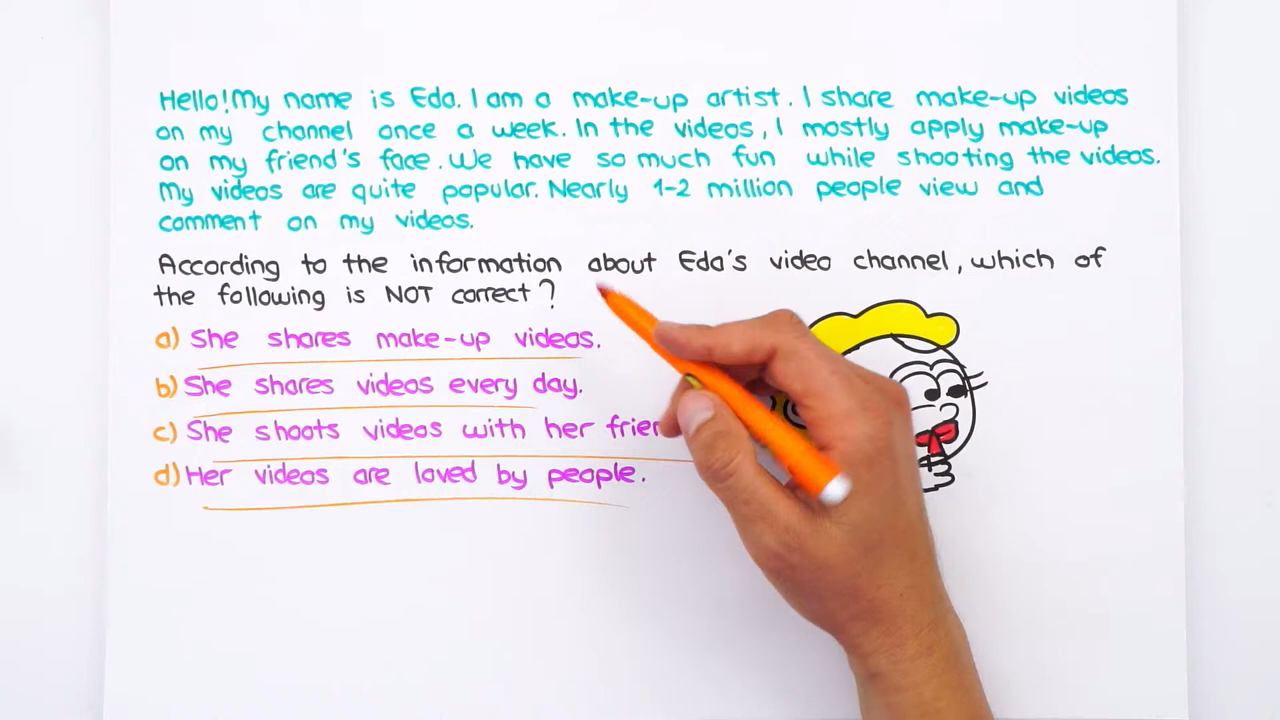 Hello! My name is Eda. I am a make-up artist. I share make-up videos
on my channel once a week. In the videos, I mostly apply make-up
on my friend's face. We have so much fun while shooting the videos.
My videos are quite popular. Nearly 1-2 million people view and
comment on my videos.
According to the information about Eda's video channel, which of
the following is NOT correct?
a) She shares make-up videos.
b) She shares videos every day.
c) She shoots videos with her
d) Her videos are loved by people.